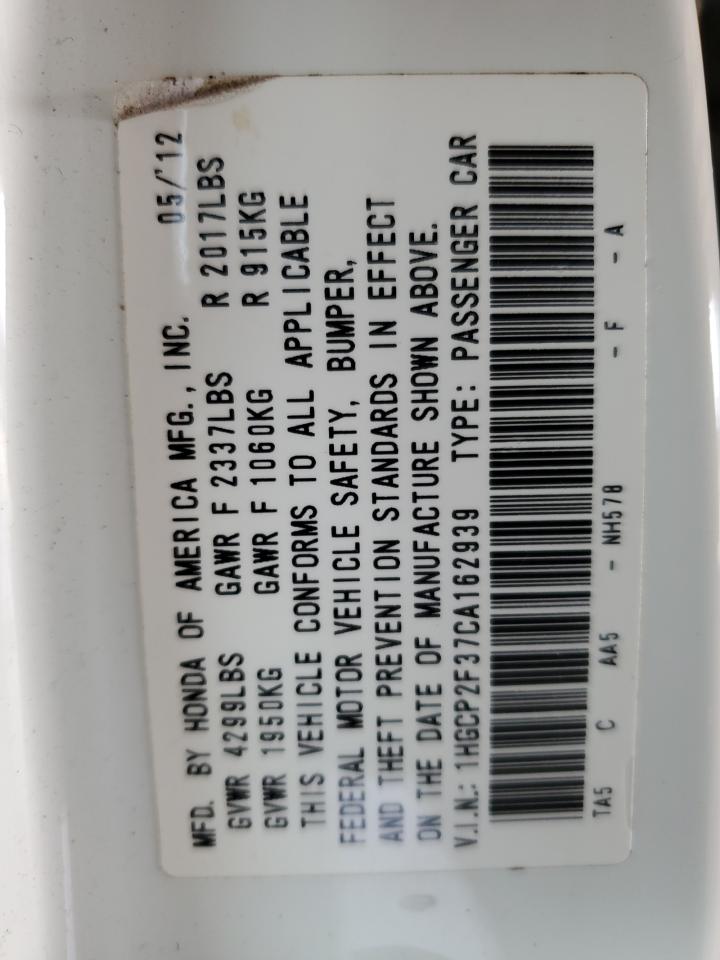 MFD. BY HONDA OF AMERICA MFG., INC. 05/'12
GVWR 4299LBS GAWR F 2337LBS R 2017LBS
GVWR 1950KG GAWR F 1060KG R 915KG
THIS VEHICLE CONFORMS TO ALL APPLICABLE
FEDERAL MOTOR VEHICLE SAFETY, BUMPER,
AND THEFT PREVENTION STANDARDS IN EFFECT
ON THE DATE OF MANUFACTURE SHOWN ABOVE.
V.I.N.: 1HGCP2F37CA162939 TYPE: PASSENGER CAR
TA5 C AA5 - NH578 - F - A